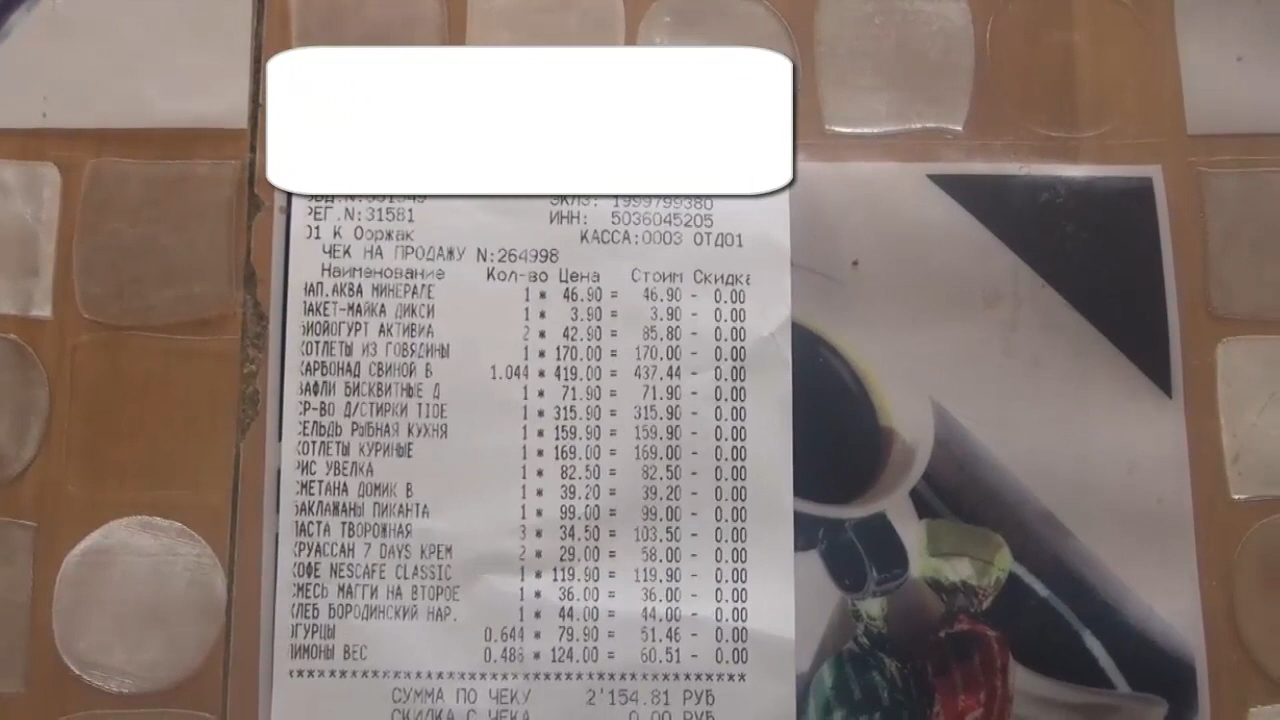 РЕГ.N:31581 ИНН: 5036045205
01 К Ооржак КАССА:0003 ОТД01
ЧЕК НА ПРОДАЖУ N:264998
Наименование Кол-во Цена Стоим Скидка
НАП.АКВА МИНЕРАЛЕ 1 * 46.90 = 46.90 - 0.00
ПАКЕТ-МАЙКА ДИКСИ 1 * 3.90 = 3.90 - 0.00
БИОЙОГУРТ АКТИВИА 2 * 42.90 = 85.80 - 0.00
КОТЛЕТЫ ИЗ ГОВЯДИНЫ 1 * 170.00 = 170.00 - 0.00
КАРБОНАД СВИНОЙ В 1.044 * 419.00 = 437.44 - 0.00
ВАФЛИ БИСКВИТНЫЕ Д 1 * 71.90 = 71.90 - 0.00
СР-ВО Д/СТИРКИ TIDE 1 * 315.90 = 315.90 - 0.00
СЕЛЬДЬ РЫБНАЯ КУХНЯ 1 * 159.90 = 159.90 - 0.00
КОТЛЕТЫ КУРИНЫЕ 1 * 169.00 = 169.00 - 0.00
РИС УВЕЛКА 1 * 82.50 = 82.50 - 0.00
СМЕТАНА ДОМИК В 1 * 39.20 = 39.20 - 0.00
БАКЛАЖАНЫ ПИКАНТА 1 * 99.00 = 99.00 - 0.00
ПАСТА ТВОРОЖНАЯ 3 * 34.50 = 103.50 - 0.00
КРУАССАН 7 DAYS КРЕМ 2 * 29.00 = 58.00 - 0.00
КОФЕ NESCAFE CLASSIC 1 * 119.90 = 119.90 - 0.00
СМЕСЬ МАГГИ НА ВТОРОЕ 1 * 36.00 = 36.00 - 0.00
ХЛЕБ БОРОДИНСКИЙ НАР. 1 * 44.00 = 44.00 - 0.00
ОГУРЦЫ 0.644 * 79.90 = 51.46 - 0.00
ЛИМОНЫ ВЕС 0.488 * 124.00 = 60.51 - 0.00
**********************************************
СУММА ПО ЧЕКУ 2'154.81 РУБ
СКИДКА С ЧЕКА 0.00 РУБ